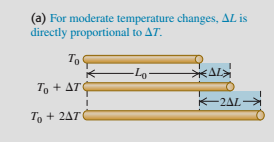 (a) For moderate temperature changes, ΔL is
directly proportional to ΔT.
T₀
L₀ ΔL
T₀ + ΔT
2ΔL
T₀ + 2ΔT